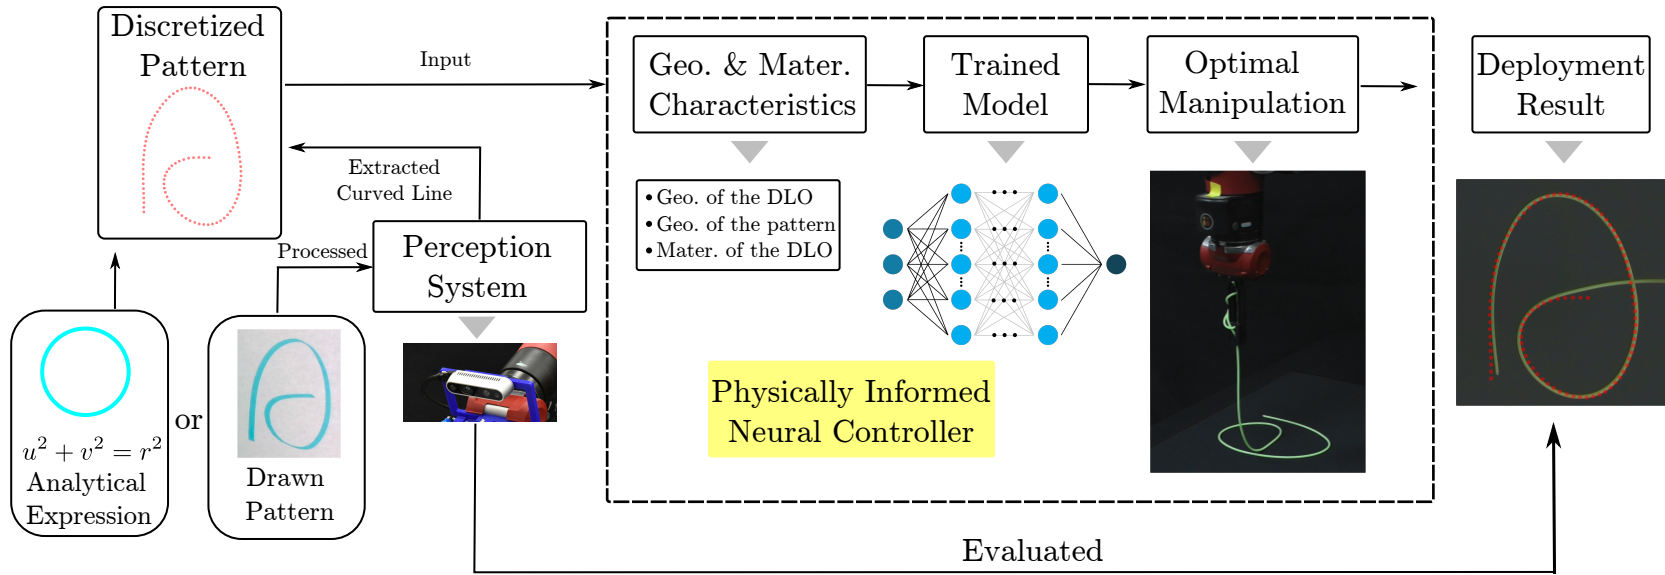 Discretized
Pattern
Input
Extracted
Curved Line
Processed
Perception
System
u² + v² = r²
Analytical
Expression
or
Drawn
Pattern
Geo. & Mater.
Characteristics
• Geo. of the DLO
• Geo. of the pattern
• Mater. of the DLO
Trained
Model
Optimal
Manipulation
Physically Informed
Neural Controller
Deployment
Result
Evaluated